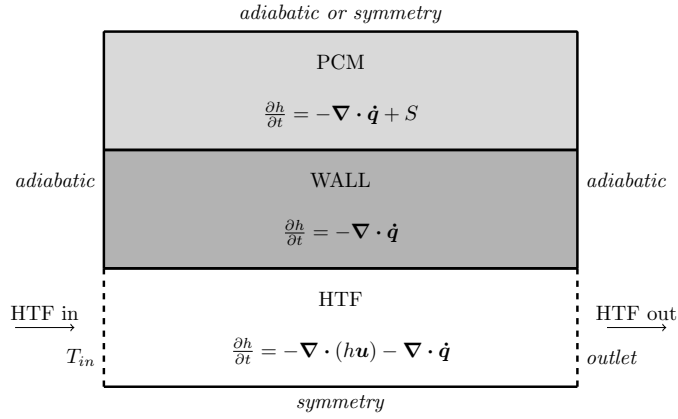 adiabatic or symmetry
PCM
∂h/∂t = −∇ · q̇ + S
adiabatic
WALL
adiabatic
∂h/∂t = −∇ · q̇
HTF in
HTF
HTF out
T_in
∂h/∂t = −∇ · (hu) − ∇ · q̇
outlet
symmetry